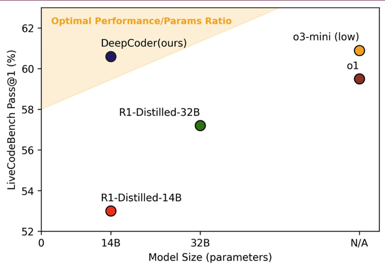 Optimal Performance/Params Ratio
62
60
58
56
54
52
LiveCodeBench Pass@1 (%)
DeepCoder(ours)
o3-mini (low)
o1
R1-Distilled-32B
R1-Distilled-14B
0
14B
32B
N/A
Model Size (parameters)